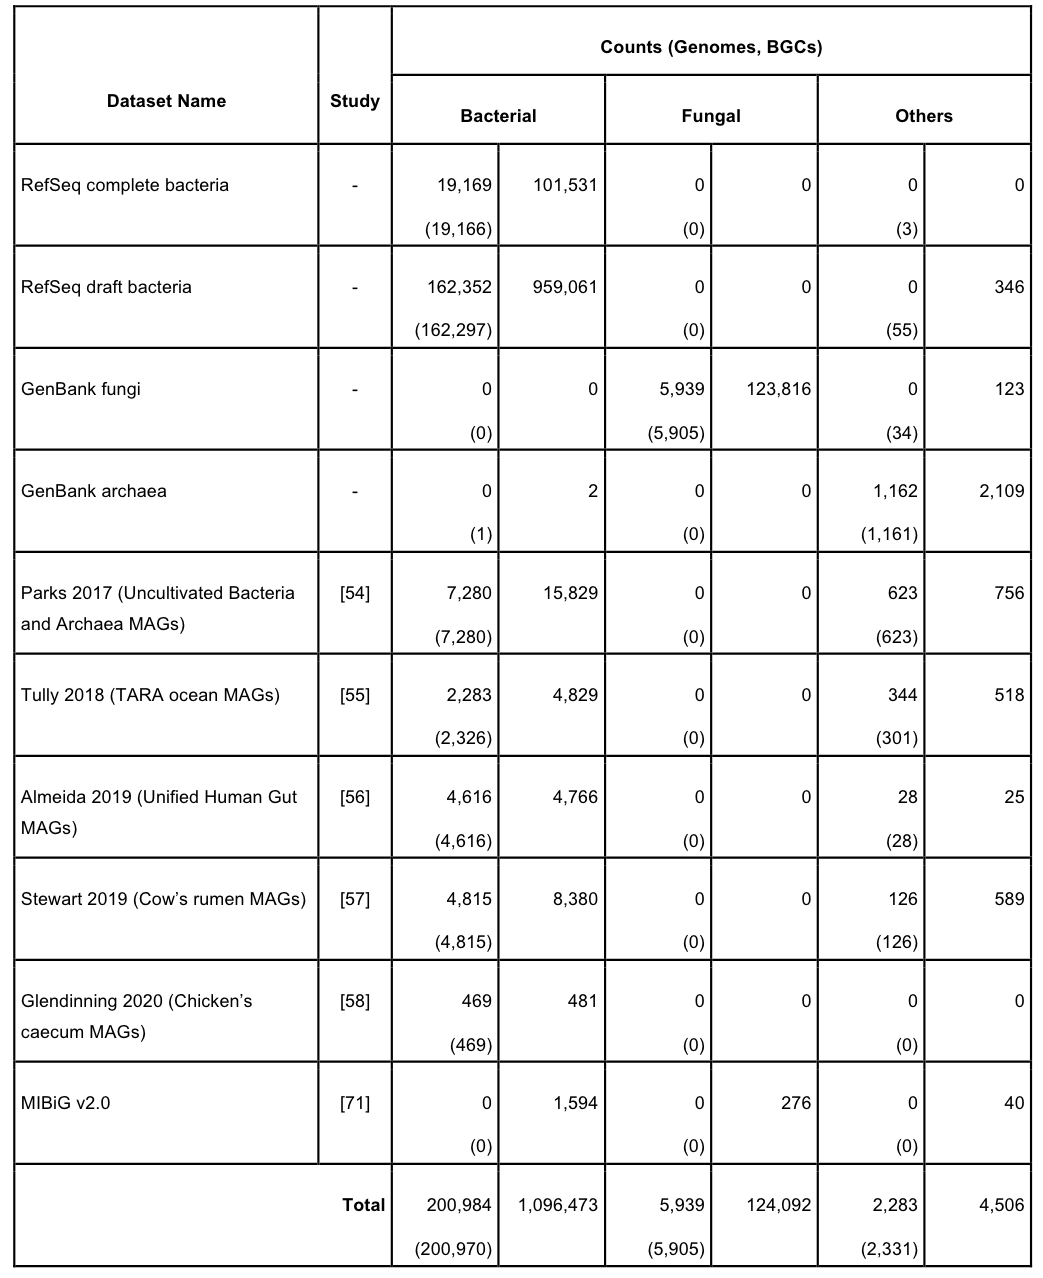 Counts (Genomes, BGCs)
Dataset Name Study
Bacterial Fungal Others
RefSeq complete bacteria - 19,169 101,531 0 0 0 0
(19,166) (0) (3)
RefSeq draft bacteria - 162,352 959,061 0 0 0 346
(162,297) (0) (55)
GenBank fungi - 0 0 5,939 123,816 0 123
(0) (5,905) (34)
GenBank archaea - 0 2 0 0 1,162 2,109
(1) (0) (1,161)
Parks 2017 (Uncultivated Bacteria [54] 7,280 15,829 0 0 623 756
and Archaea MAGs) (7,280) (0) (623)
Tully 2018 (TARA ocean MAGs) [55] 2,283 4,829 0 0 344 518
(2,326) (0) (301)
Almeida 2019 (Unified Human Gut [56] 4,616 4,766 0 0 28 25
MAGs) (4,616) (0) (28)
Stewart 2019 (Cow’s rumen MAGs) [57] 4,815 8,380 0 0 126 589
(4,815) (0) (126)
Glendinning 2020 (Chicken’s [58] 469 481 0 0 0 0
caecum MAGs) (469) (0) (0)
MIBiG v2.0 [71] 0 1,594 0 276 0 40
(0) (0) (0)
Total 200,984 1,096,473 5,939 124,092 2,283 4,506
(200,970) (5,905) (2,331)